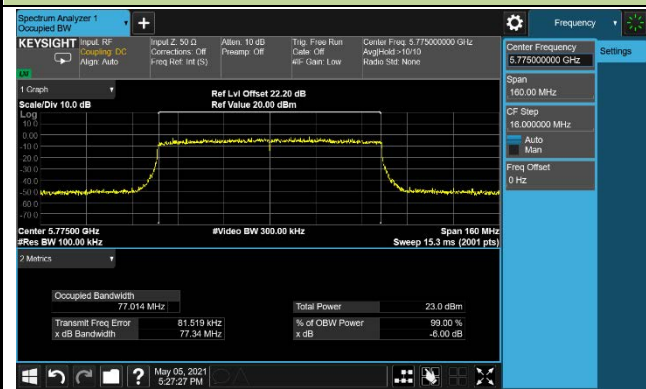 Spectrum Analyzer 1
Occupied BW
+
Frequency
KEYSIGHT
Input: RF
Coupling: DC
Align: Auto
Input Z: 50 Ω
Corrections: Off
Freq Ref: Int (S)
Atten: 10 dB
Preamp: Off
Trig: Free Run
Gate: Off
#IF Gain: Low
Center Freq: 5.775000000 GHz
Avg|Hold:>10/10
Radio Std: None
Center Frequency
5.775000000 GHz
Settings
Span
160.00 MHz
CF Step
16.000000 MHz
Auto
Man
Freq Offset
0 Hz
1 Graph
Scale/Div 10.0 dB
Ref Lvl Offset 22.20 dB
Ref Value 20.00 dBm
Log
10.0
0.00
-10.0
-20.0
-30.0
-40.0
-50.0
-60.0
-70.0
Center 5.77500 GHz
#Res BW 100.00 kHz
#Video BW 300.00 kHz
Span 160 MHz
Sweep 15.3 ms (2001 pts)
2 Metrics
Occupied Bandwidth
77.014 MHz
Total Power 23.0 dBm
Transmit Freq Error 81.519 kHz
% of OBW Power 99.00 %
x dB Bandwidth 77.34 MHz
x dB -6.00 dB
?
May 05, 2021
5:27:27 PM